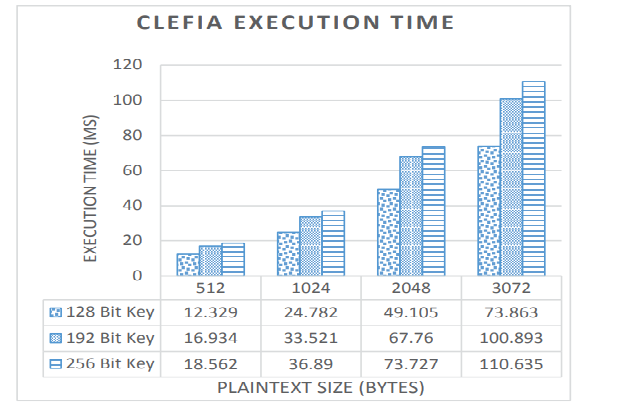 CLEFIA EXECUTION TIME
EXECUTION TIME (MS)
120
100
80
60
40
20
0
512 1024 2048 3072
128 Bit Key 12.329 24.782 49.105 73.863
192 Bit Key 16.934 33.521 67.76 100.893
256 Bit Key 18.562 36.89 73.727 110.635
PLAINTEXT SIZE (BYTES)